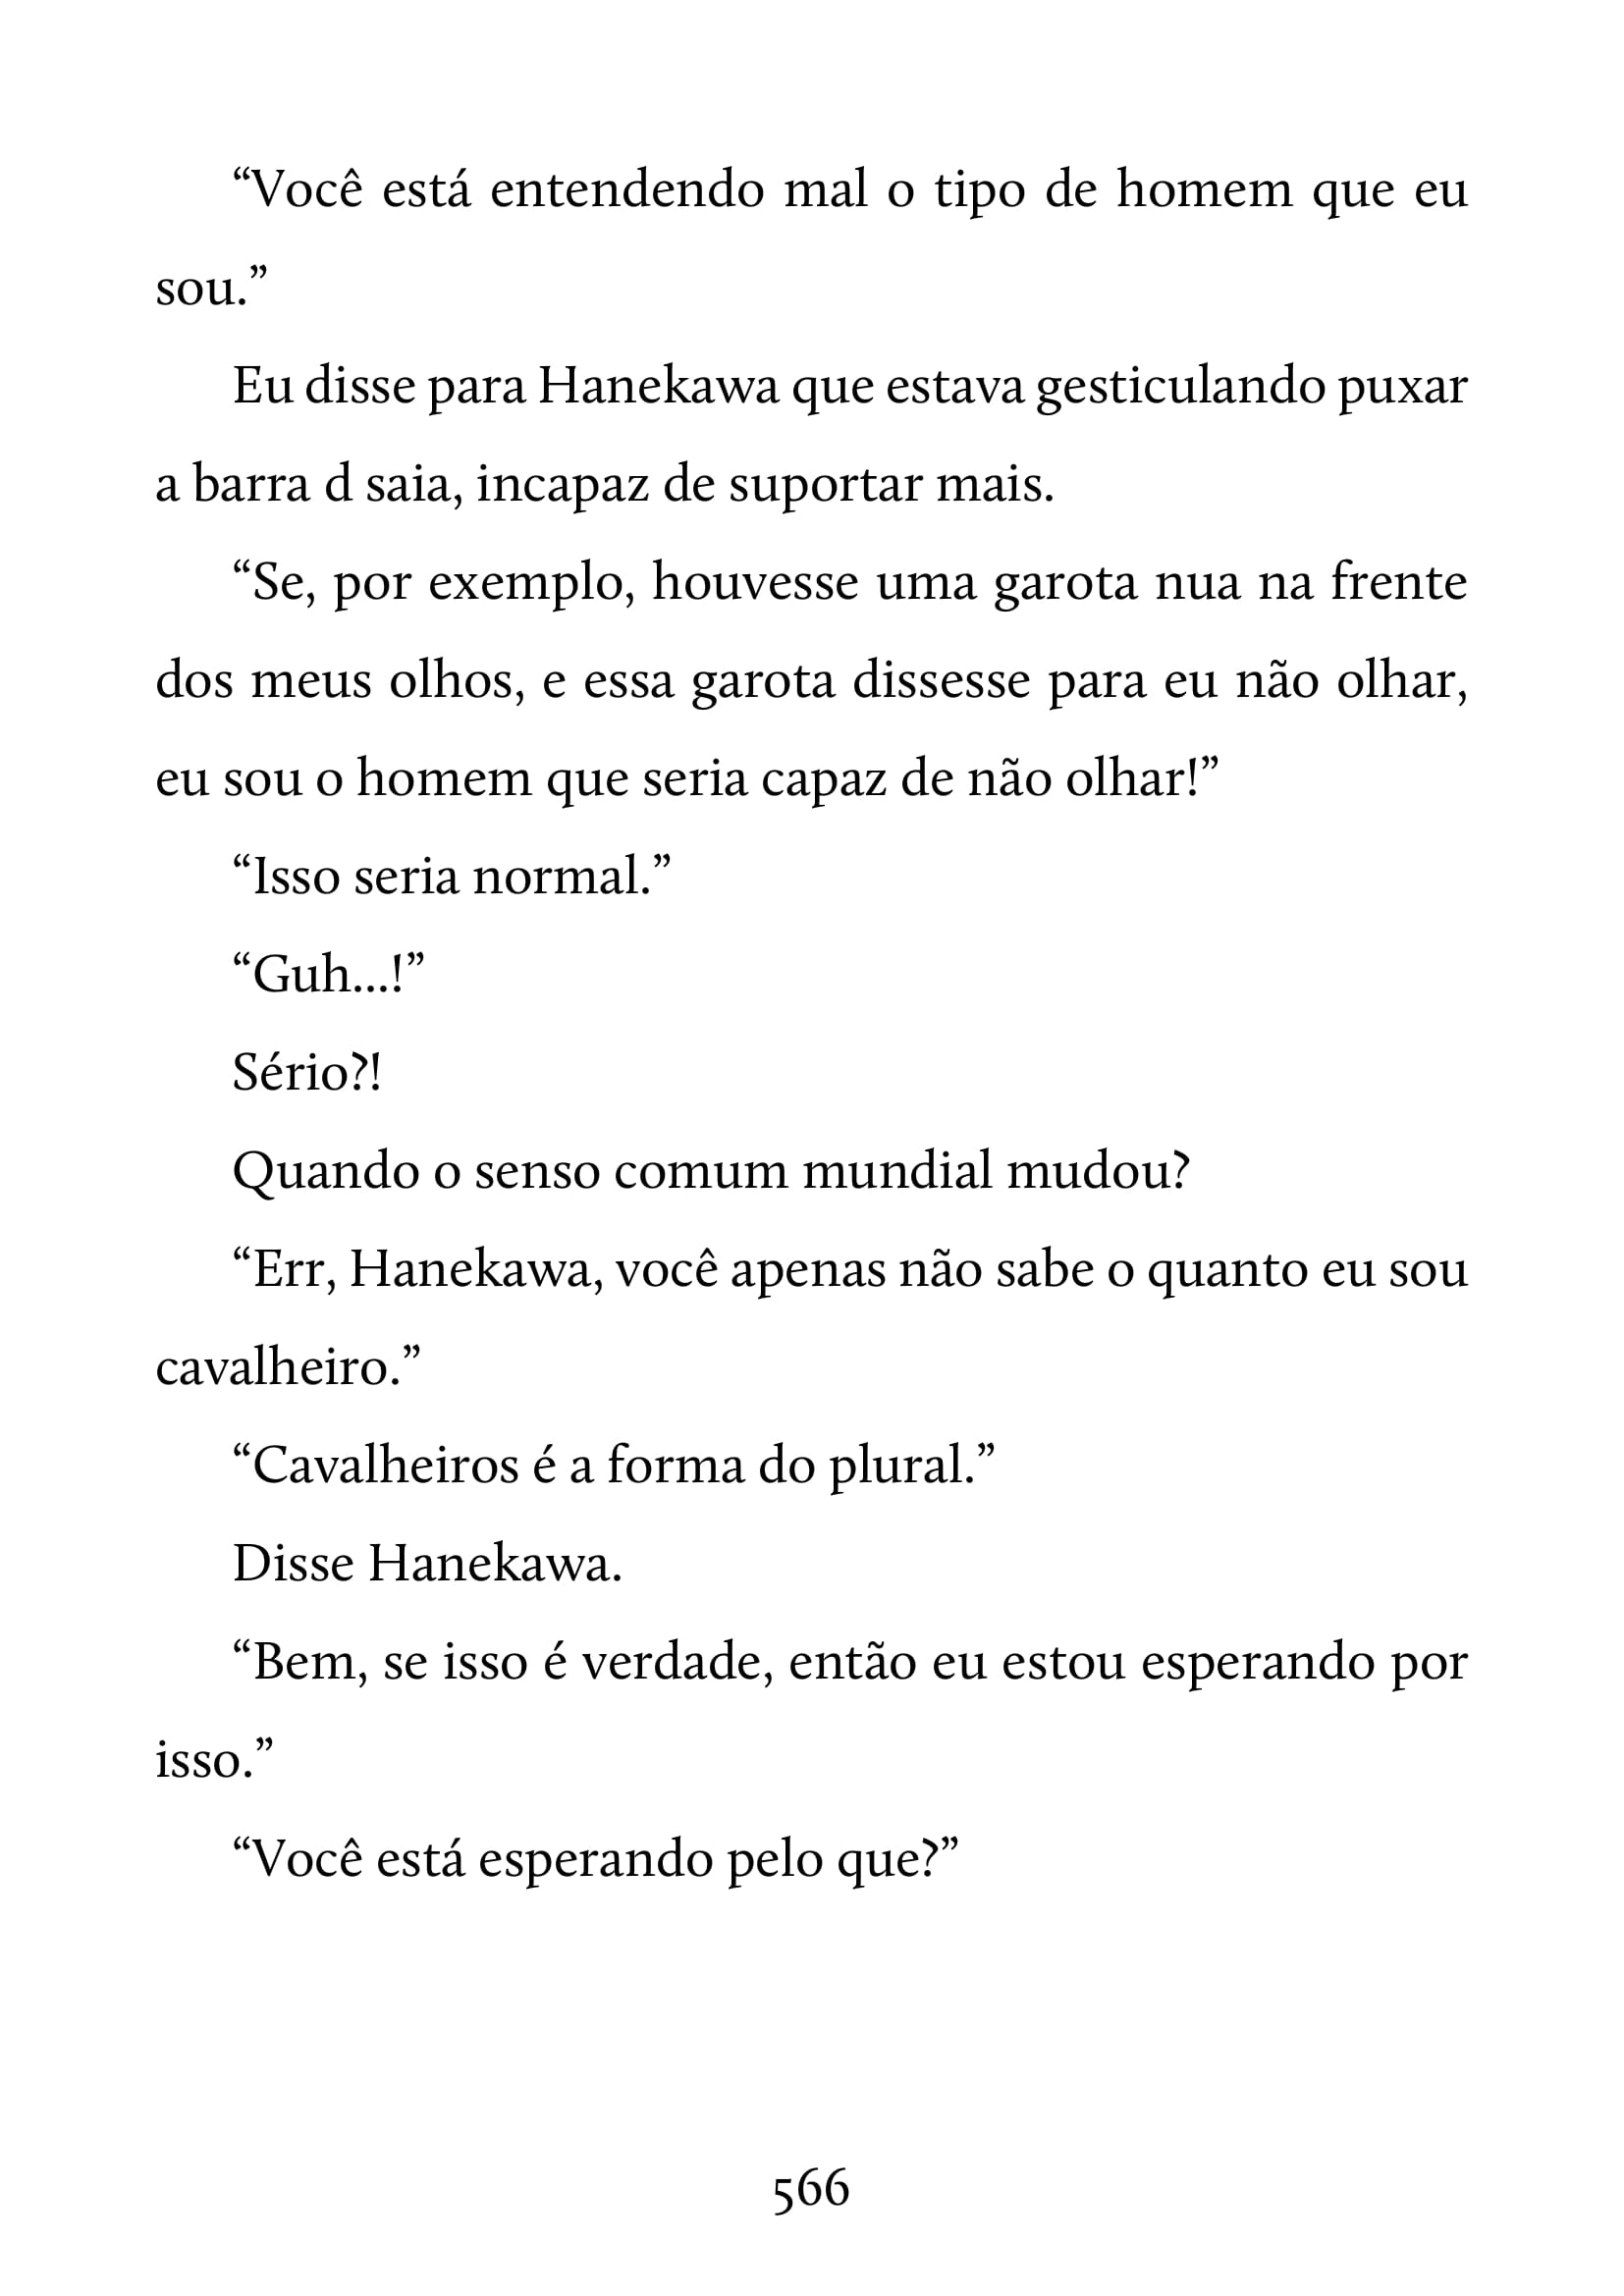 “Você está entendendo mal o tipo de homem que eu
sou.”
Eu disse para Hanekawa que estava gesticulando puxar
a barra d saia, incapaz de suportar mais.
“Se, por exemplo, houvesse uma garota nua na frente
dos meus olhos, e essa garota dissesse para eu não olhar,
eu sou o homem que seria capaz de não olhar!”
“Isso seria normal.”
“Guh...!”
Sério?!
Quando o senso comum mundial mudou?
“Err, Hanekawa, você apenas não sabe o quanto eu sou
cavalheiro.”
“Cavalheiros é a forma do plural.”
Disse Hanekawa.
“Bem, se isso é verdade, então eu estou esperando por
isso.”
“Você está esperando pelo que?”
566